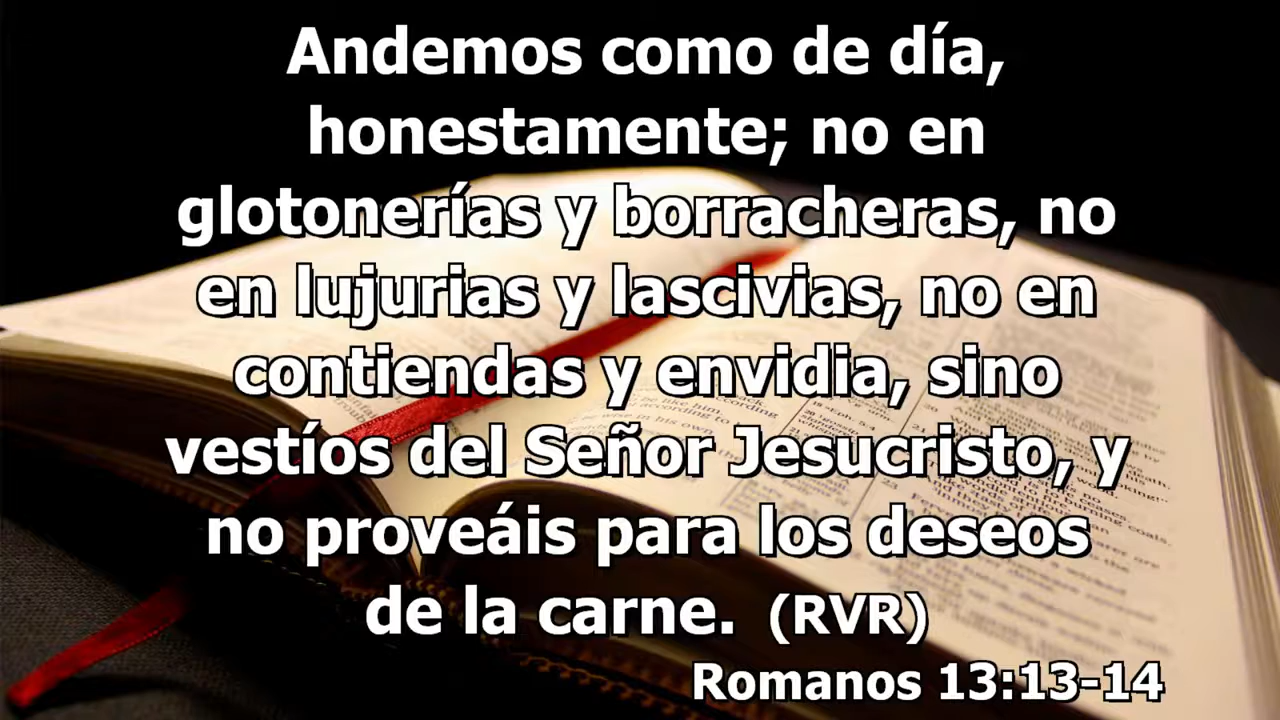 Andemos como de día,
honestamente; no en
glotonerías y borracheras, no
en lujurias y lascivias, no en
contiendas y envidia, sino
vestíos del Señor Jesucristo, y
no proveáis para los deseos
de la carne. (RVR)
Romanos 13:13-14